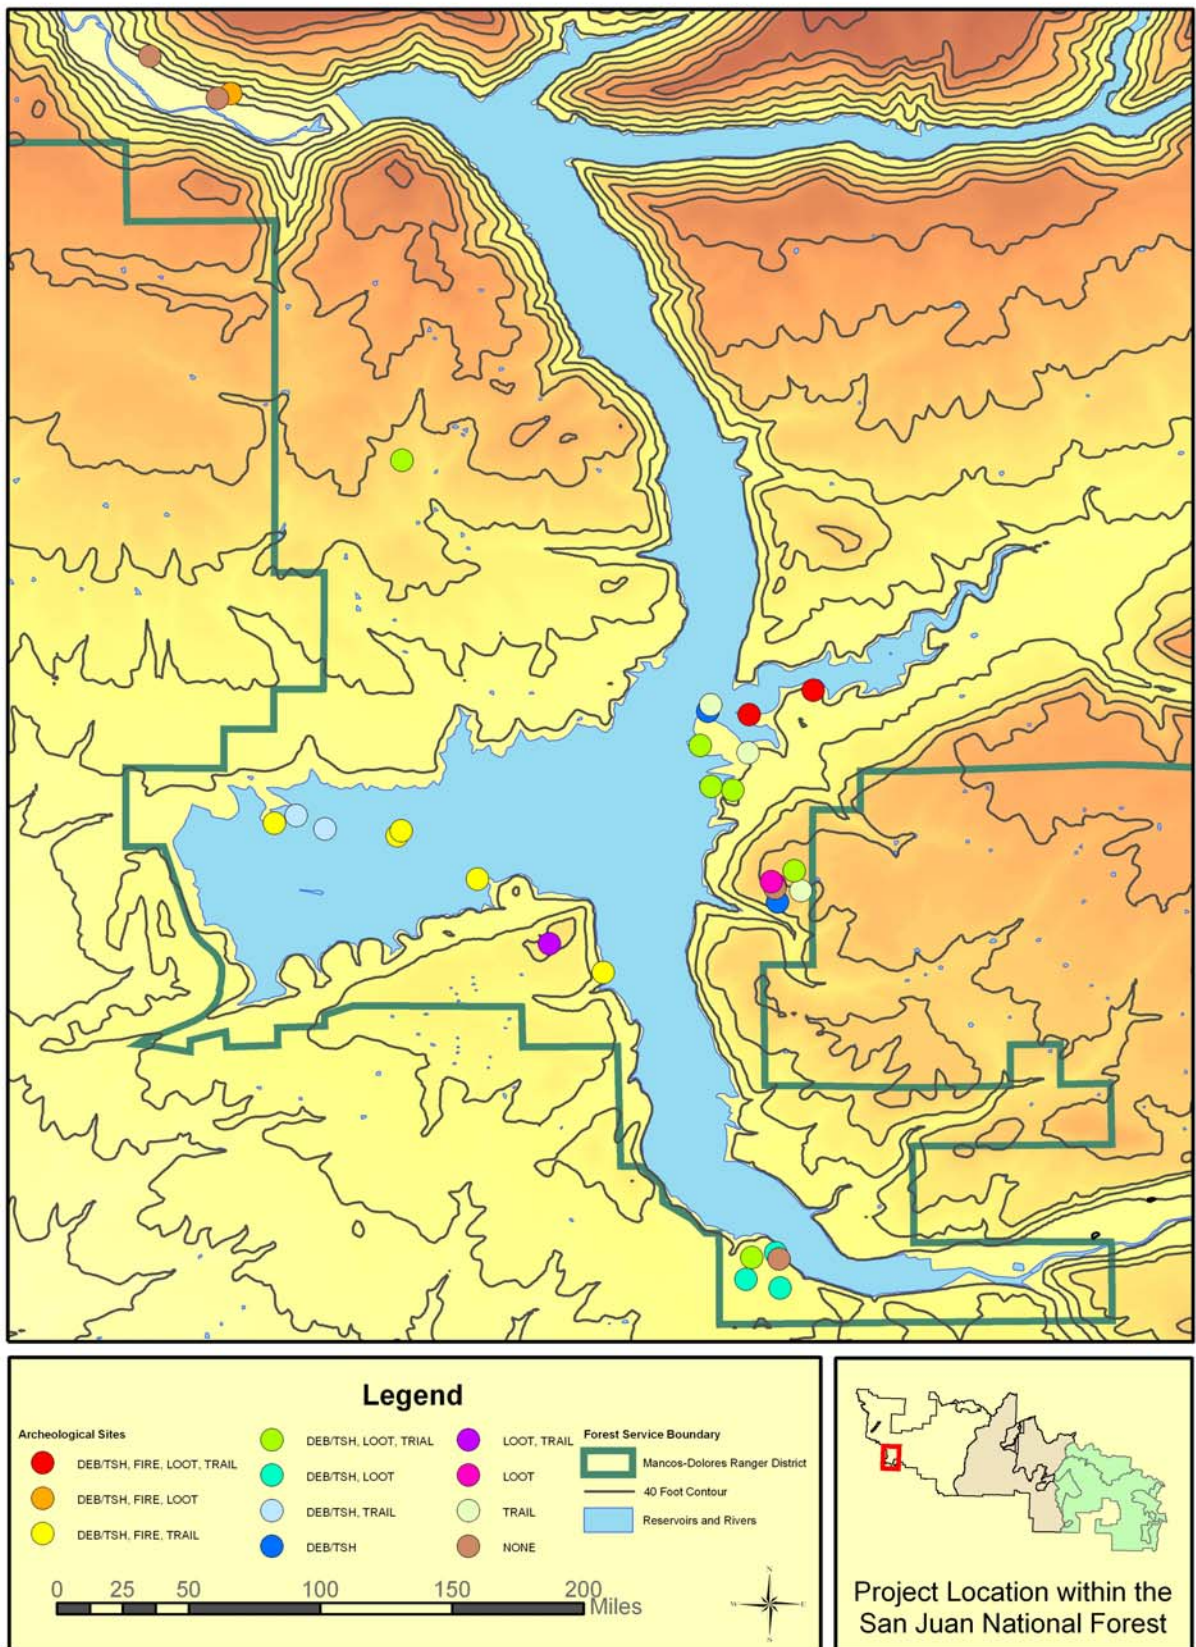 Legend
Archeological Sites
DEB/TSH, FIRE, LOOT, TRAIL
DEB/TSH, FIRE, LOOT
DEB/TSH, FIRE, TRAIL
DEB/TSH, LOOT, TRIAL
DEB/TSH, LOOT
DEB/TSH, TRAIL
DEB/TSH
LOOT, TRAIL
LOOT
TRAIL
NONE
Forest Service Boundary
Mancos-Dolores Ranger District
40 Foot Contour
Reservoirs and Rivers
0 25 50 100 150 200
Miles
N
W E
S
Project Location within the
San Juan National Forest